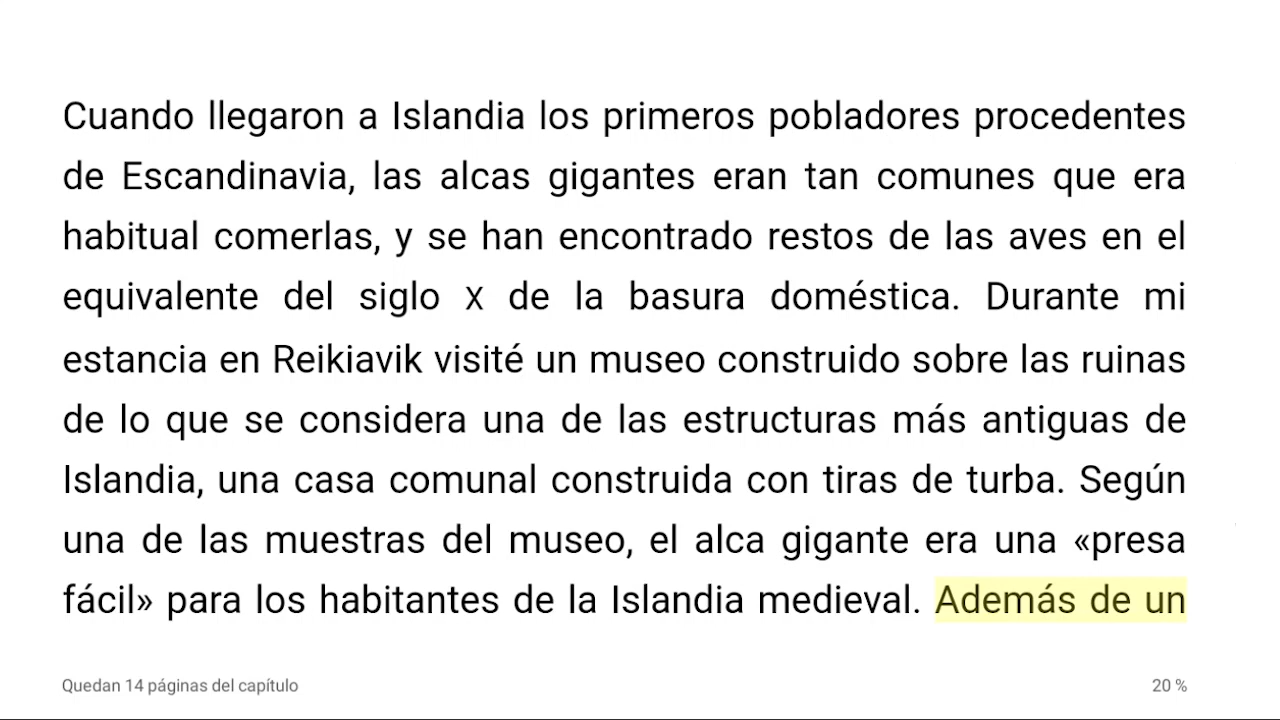 Cuando llegaron a Islandia los primeros pobladores procedentes
de Escandinavia, las alcas gigantes eran tan comunes que era
habitual comerlas, y se han encontrado restos de las aves en el
equivalente del siglo X de la basura doméstica. Durante mi
estancia en Reikiavik visité un museo construido sobre las ruinas
de lo que se considera una de las estructuras más antiguas de
Islandia, una casa comunal construida con tiras de turba. Según
una de las muestras del museo, el alca gigante era una «presa
fácil» para los habitantes de la Islandia medieval. Además de un
Quedan 14 páginas del capítulo
20 %